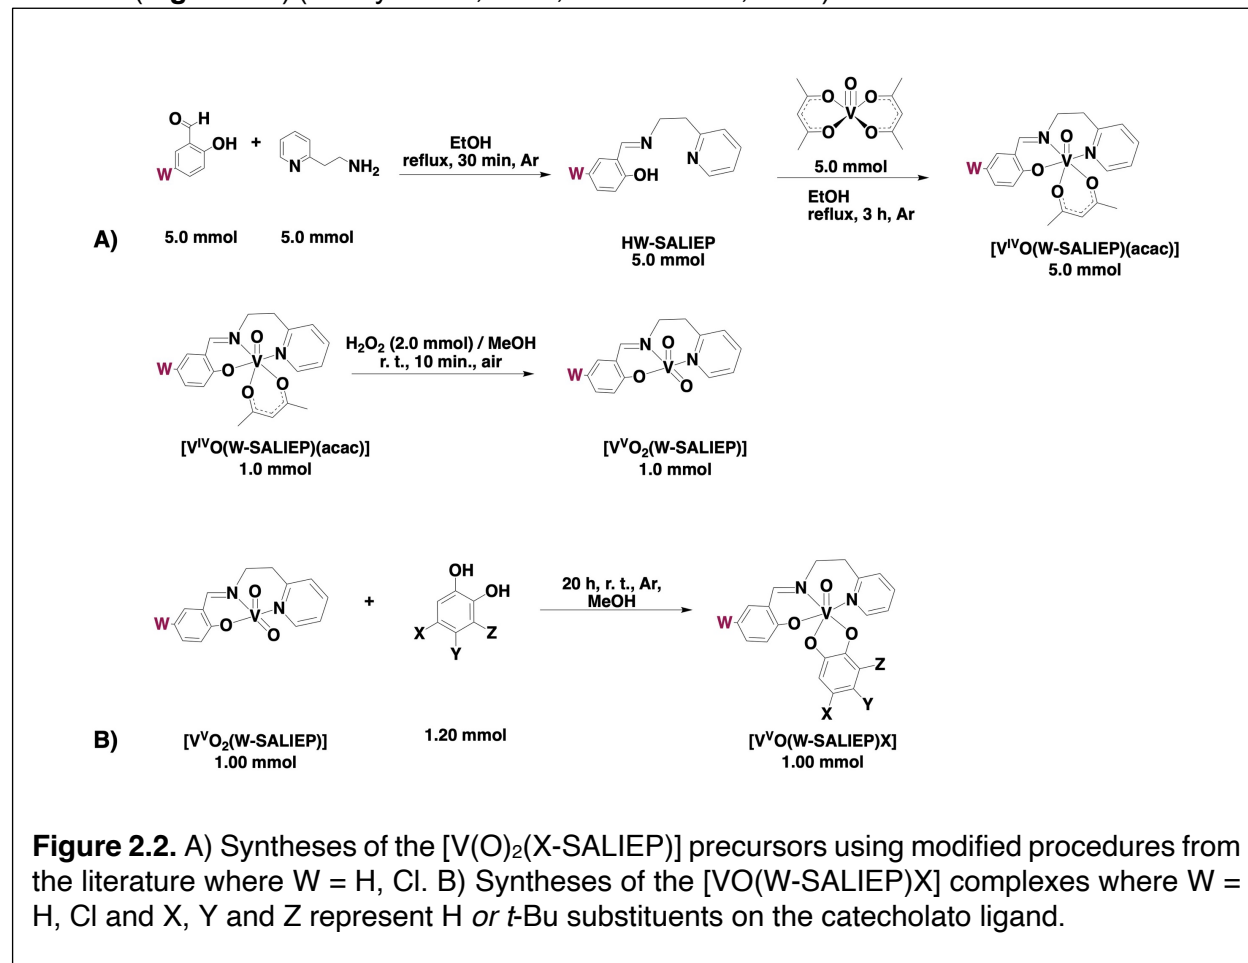 O
H
OH
W
+
N
NH2
EtOH
reflux, 30 min, Ar
N
W
OH
N
O
O
O
V
O
O
5.0 mmol
EtOH
reflux, 3 h, Ar
N
O
V
N
W
O
O
O
A)
5.0 mmol
5.0 mmol
HW-SALIEP
5.0 mmol
[VIVO(W-SALIEP)(acac)]
5.0 mmol
N
O
V
N
W
O
O
O
H2O2 (2.0 mmol) / MeOH
r. t., 10 min., air
N
O
V
N
W
O
O
[VIVO(W-SALIEP)(acac)]
1.0 mmol
[VVO2(W-SALIEP)]
1.0 mmol
N
O
V
N
W
O
O
+
OH
OH
X
Z
Y
20 h, r. t., Ar,
MeOH
N
O
V
N
W
O
O
O
Z
Y
X
B)
[VVO2(W-SALIEP)]
1.00 mmol
1.20 mmol
[VVO(W-SALIEP)X]
1.00 mmol
Figure 2.2. A) Syntheses of the [V(O)2(X-SALIEP)] precursors using modified procedures from
the literature where W = H, Cl. B) Syntheses of the [VO(W-SALIEP)X] complexes where W =
H, Cl and X, Y and Z represent H or t-Bu substituents on the catecholato ligand.